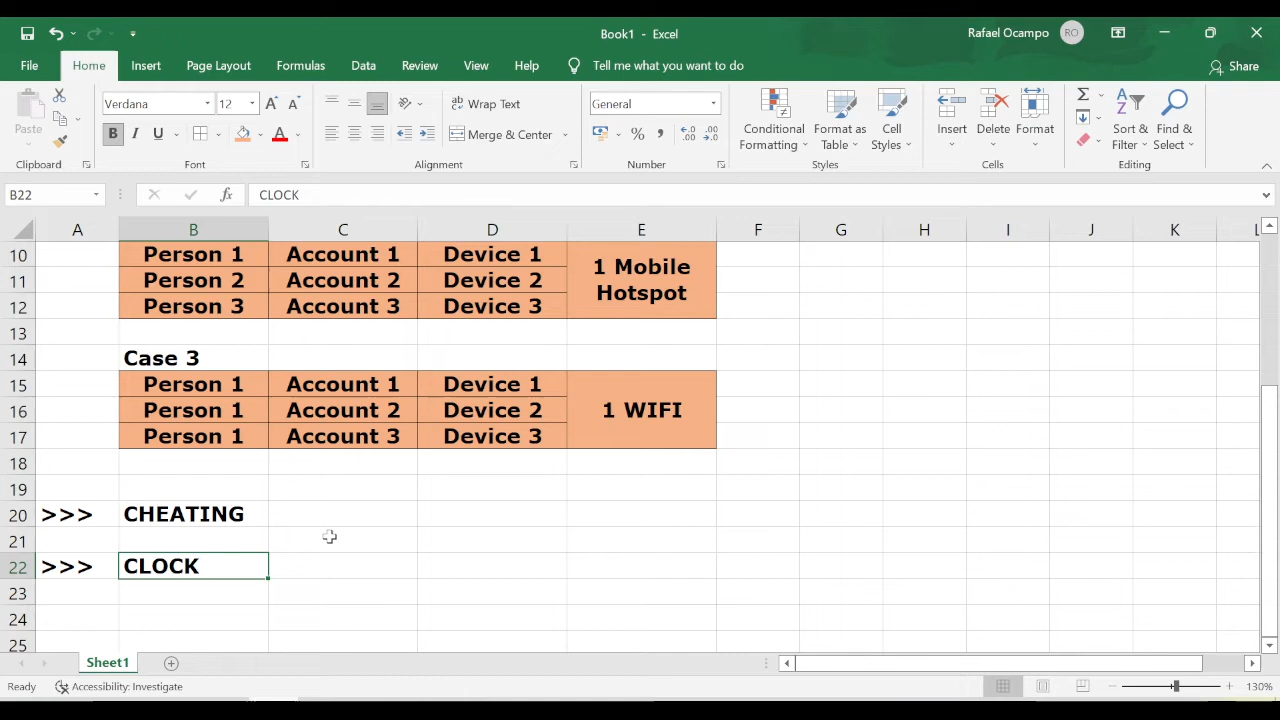 Book1 - Excel
Rafael Ocampo RO
File Home Insert Page Layout Formulas Data Review View Help Tell me what you want to do Share
Paste
Verdana 12
B I U
A A
Wrap Text
Merge & Center
General
Conditional Formatting
Format as Table
Cell Styles
Insert Delete Format
Sort & Filter
Find & Select
Clipboard Font Alignment Number Styles Cells Editing
B22 fx CLOCK
A B C D E F G H I J K L
10 Person 1 Account 1 Device 1 1 Mobile Hotspot
11 Person 2 Account 2 Device 2
12 Person 3 Account 3 Device 3
13
14 Case 3
15 Person 1 Account 1 Device 1
16 Person 1 Account 2 Device 2 1 WIFI
17 Person 1 Account 3 Device 3
18
19
20 >>> CHEATING
21
22 >>> CLOCK
23
24
25
Sheet1
Ready Accessibility: Investigate 130%